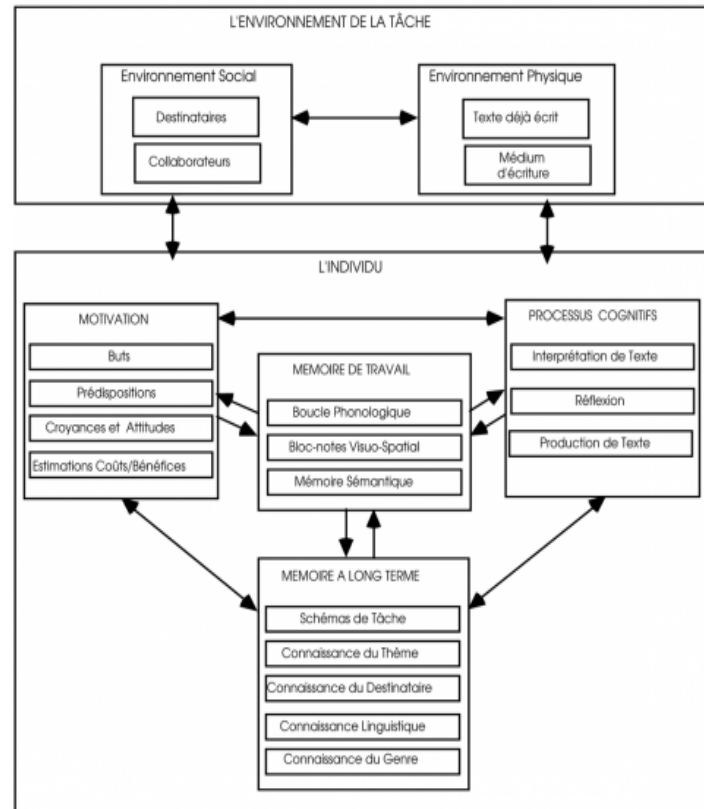 L'ENVIRONNEMENT DE LA TÂCHE
Environnement Social
Destinataires
Collaborateurs
Environnement Physique
Texte déjà écrit
Médium
d'écriture
L'INDIVIDU
MOTIVATION
Buts
Prédispositions
Croyances et Attitudes
Estimations Coûts/Bénéfices
MEMOIRE DE TRAVAIL
Boucle Phonologique
Bloc-notes Visuo-Spatial
Mémoire Sémantique
PROCESSUS COGNITIFS
Interprétation de Texte
Réflexion
Production de Texte
MEMOIRE A LONG TERME
Schémas de Tâche
Connaissance du Thème
Connaissance du Destinataire
Connaissance Linguistique
Connaissance du Genre